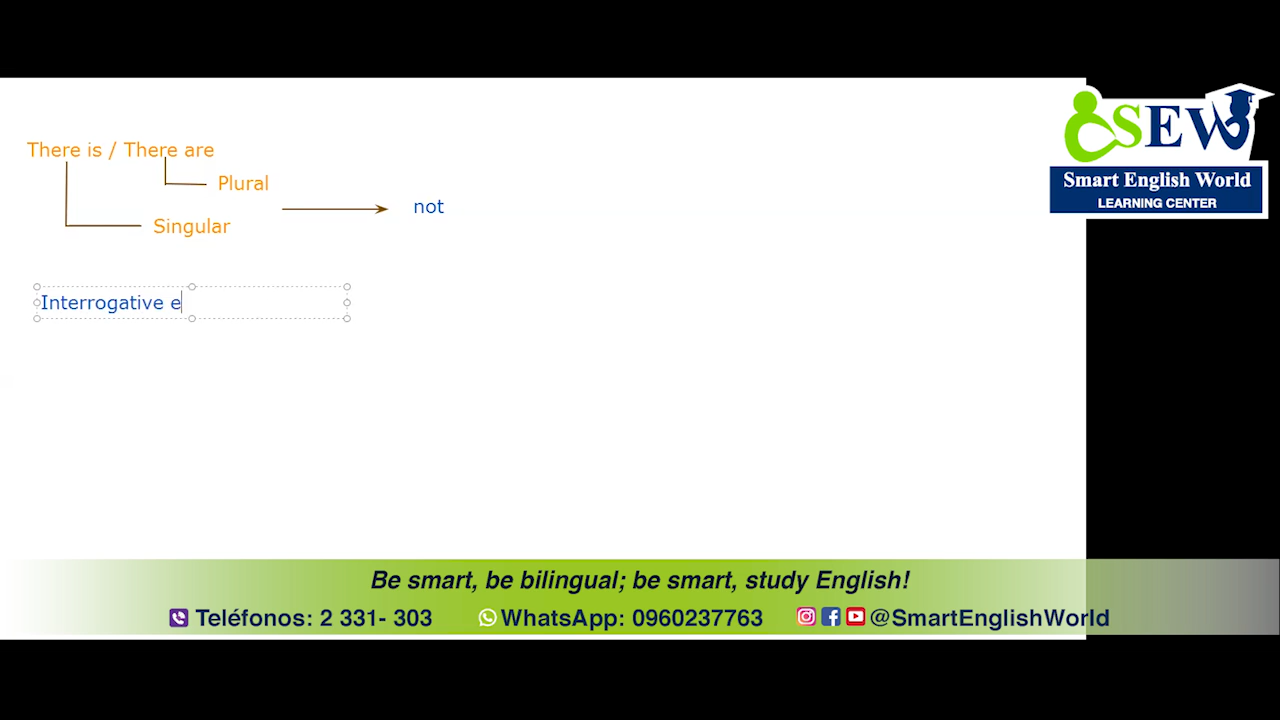 There is / There are
Plural
not
Singular
Interrogative e
SEW
Smart English World
LEARNING CENTER
Be smart, be bilingual; be smart, study English!
Teléfonos: 2 331- 303 WhatsApp: 0960237763 @SmartEnglishWorld